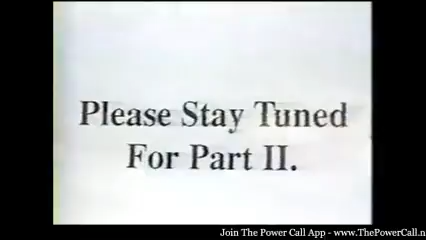 Please Stay Tuned
For Part II.
Join The Power Call App - www.ThePowerCall.n